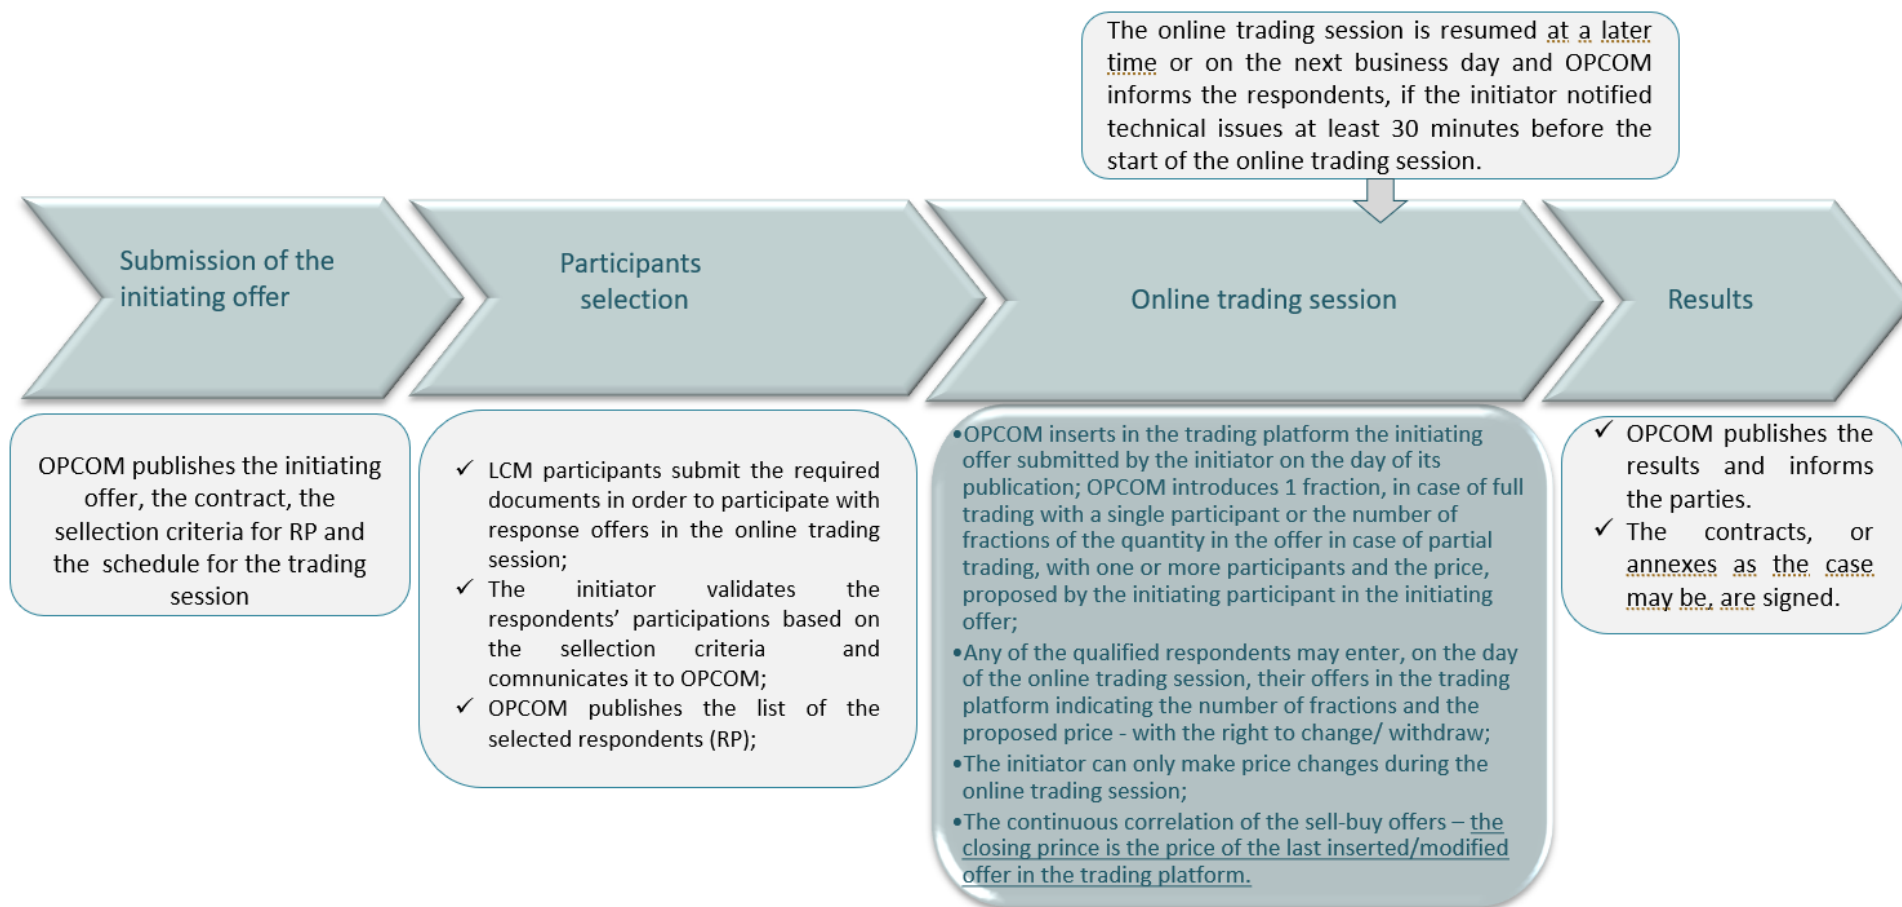 The online trading session is resumed at a later
time or on the next business day and OPCOM
informs the respondents, if the initiator notified
technical issues at least 30 minutes before the
start of the online trading session.
Submission of the
initiating offer
Participants
selection
Online trading session
Results
OPCOM publishes the initiating
offer, the contract, the
sellection criteria for RP and
the schedule for the trading
session
✓ LCM participants submit the required
documents in order to participate with
response offers in the online trading
session;
✓ The initiator validates the
respondents' participations based on
the sellection criteria and
comnunicates it to OPCOM;
✓ OPCOM publishes the list of the
selected respondents (RP);
•OPCOM inserts in the trading platform the initiating
offer submitted by the initiator on the day of its
publication; OPCOM introduces 1 fraction, in case of full
trading with a single participant or the number of
fractions of the quantity in the offer in case of partial
trading, with one or more participants and the price,
proposed by the initiating participant in the initiating
offer;
•Any of the qualified respondents may enter, on the day
of the online trading session, their offers in the trading
platform indicating the number of fractions and the
proposed price - with the right to change/ withdraw;
•The initiator can only make price changes during the
online trading session;
•The continuous correlation of the sell-buy offers – the
closing prince is the price of the last inserted/modified
offer in the trading platform.
✓ OPCOM publishes the
results and informs
the parties.
✓ The contracts, or
annexes as the case
may be, are signed.